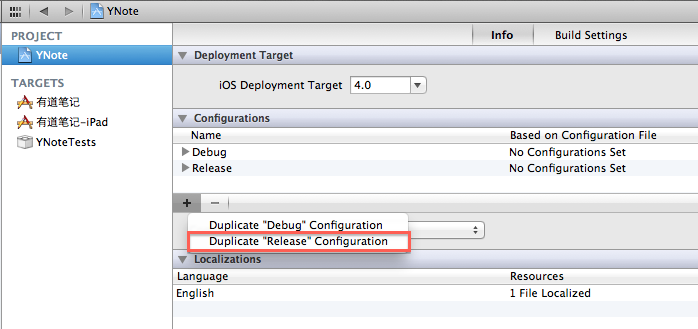 YNote
PROJECT
YNote
TARGETS
有道笔记
有道笔记-iPad
YNoteTests
Info
Build Settings
Deployment Target
iOS Deployment Target
4.0
Configurations
Name
Based on Configuration File
Debug
No Configurations Set
Release
No Configurations Set
+
−
Duplicate "Debug" Configuration
Duplicate "Release" Configuration
Localizations
Language
Resources
English
1 File Localized